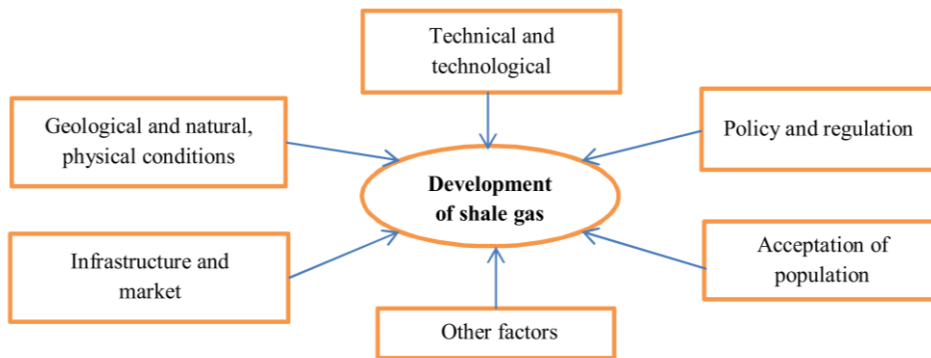 Technical and
technological
Geological and natural,
physical conditions
Policy and regulation
Development
of shale gas
Infrastructure and
market
Acceptation of
population
Other factors